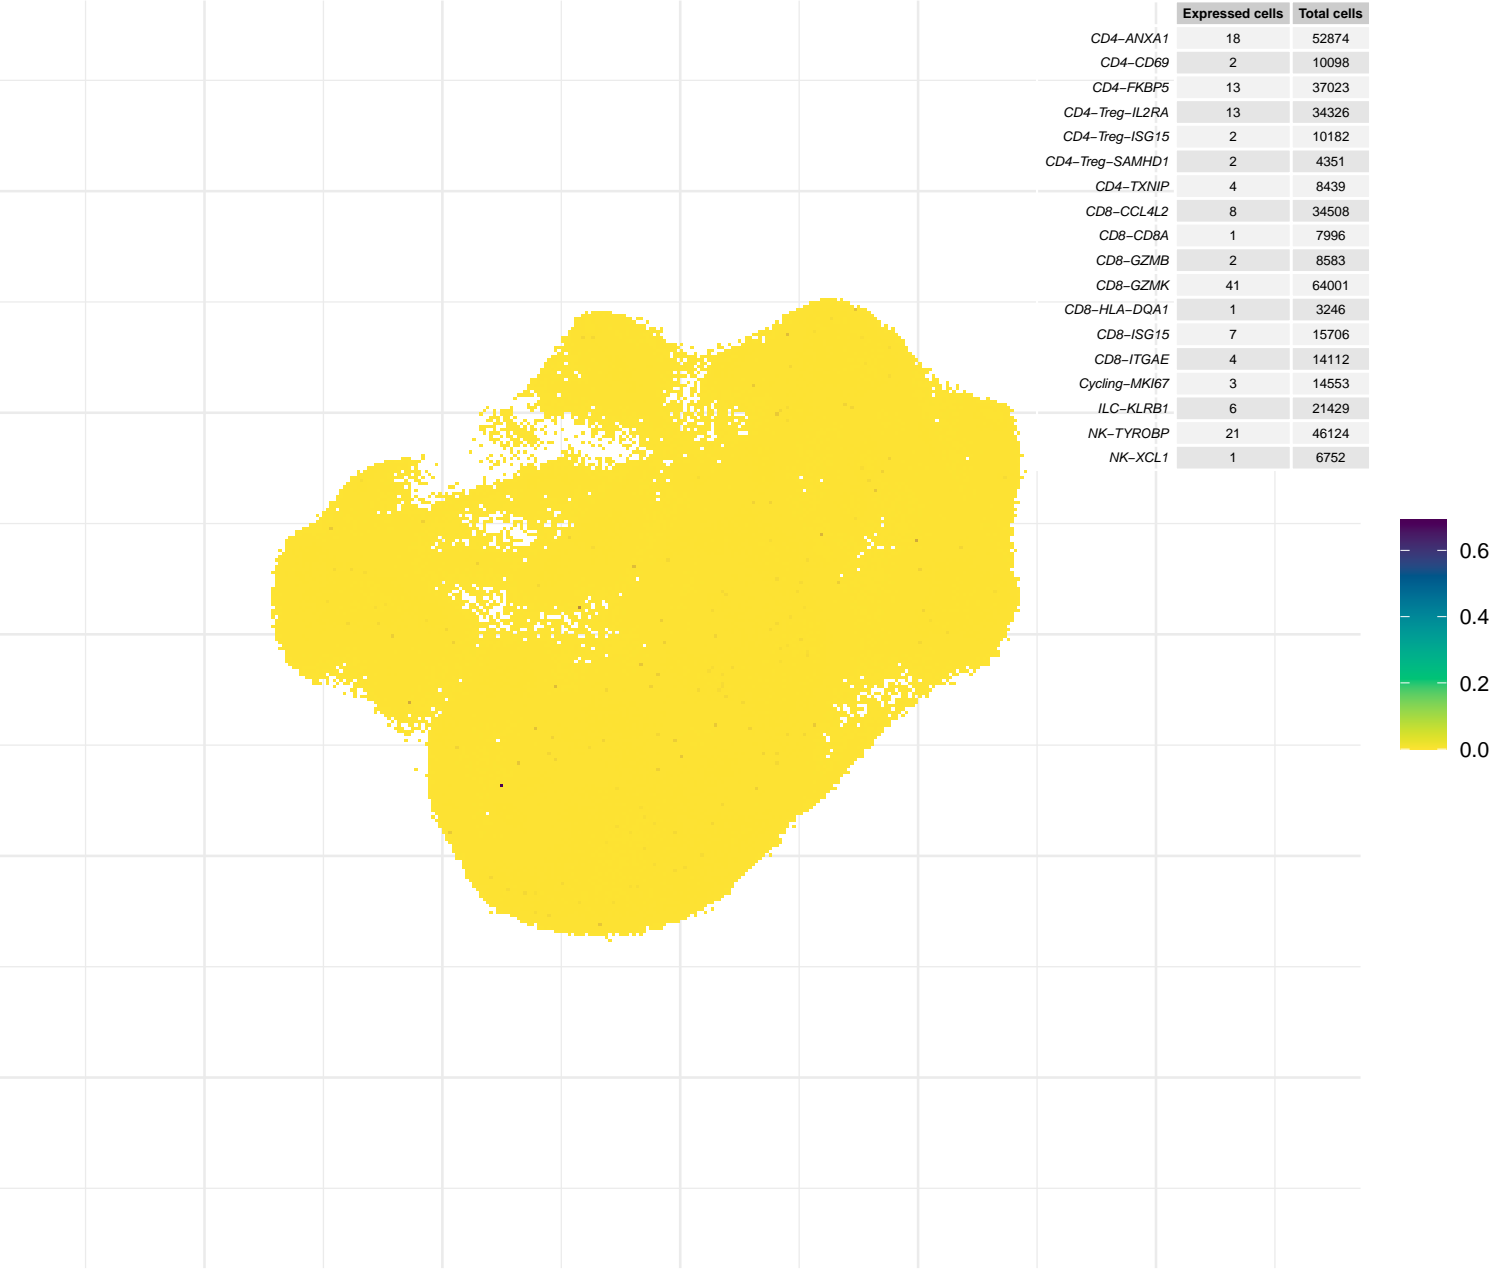 Expressed cells Total cells
CD4−ANXA1 18 52874
CD4−CD69 2 10098
CD4−FKBP5 13 37023
CD4−Treg−IL2RA 13 34326
CD4−Treg−ISG15 2 10182
CD4−Treg−SAMHD1 2 4351
CD4−TXNIP 4 8439
CD8−CCL4L2 8 34508
CD8−CD8A 1 7996
CD8−GZMB 2 8583
CD8−GZMK 41 64001
CD8−HLA−DQA1 1 3246
CD8−ISG15 7 15706
CD8−ITGAE 4 14112
Cycling−MKI67 3 14553
ILC−KLRB1 6 21429
NK−TYROBP 21 46124
NK−XCL1 1 6752
0.6
0.4
0.2
0.0